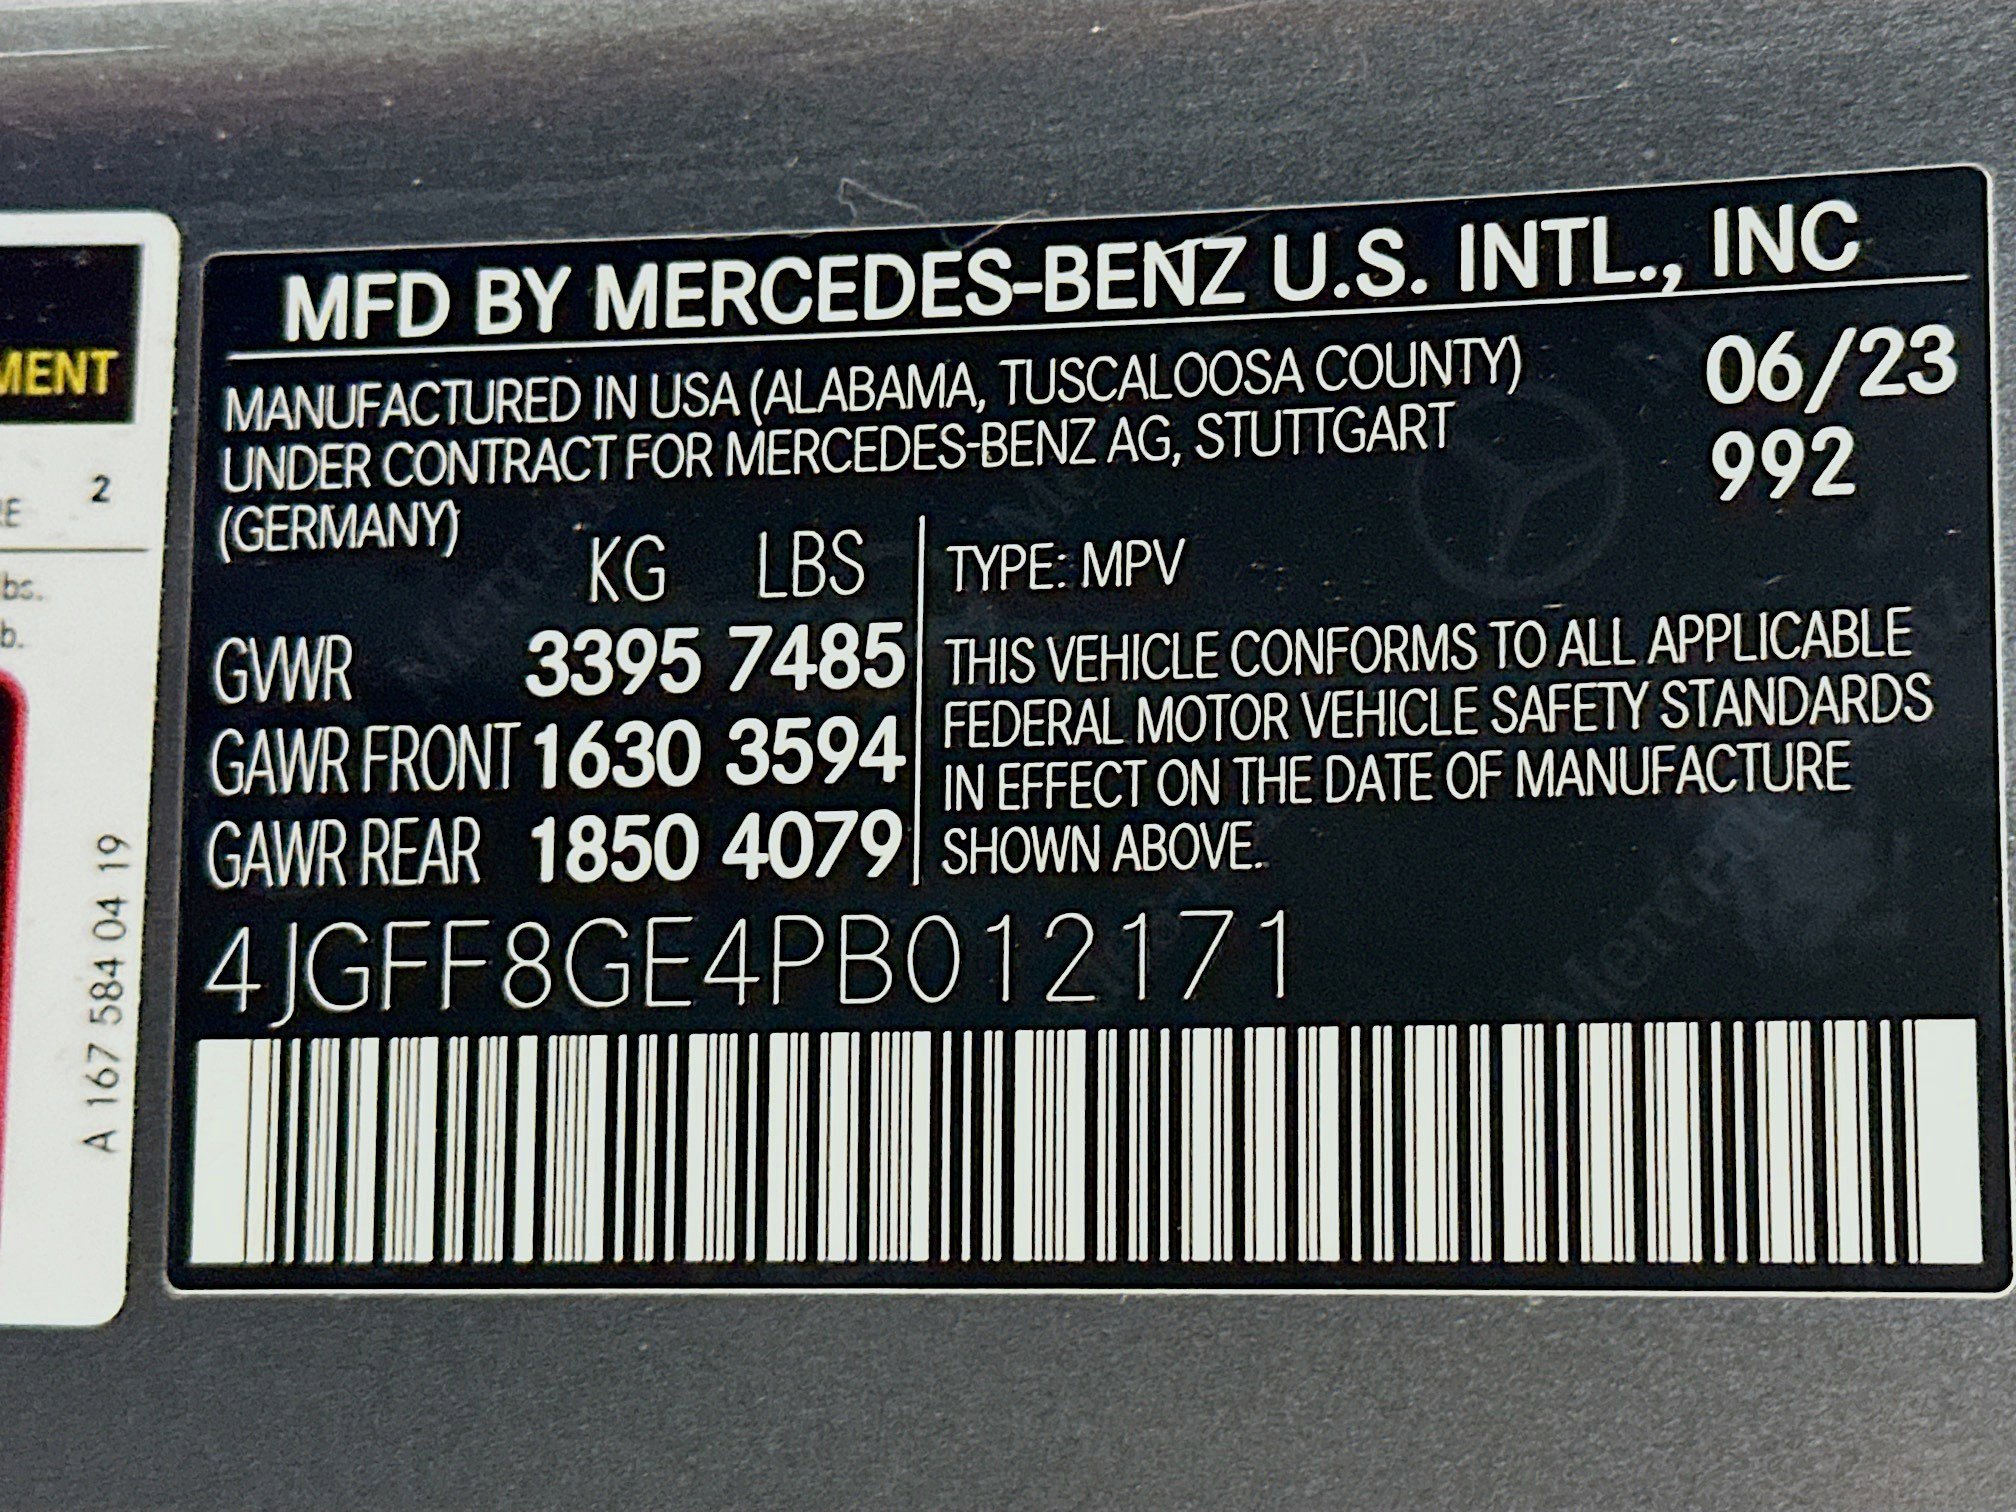 MFD BY MERCEDES-BENZ U.S. INTL., INC
MANUFACTURED IN USA (ALABAMA, TUSCALOOSA COUNTY) 06/23
UNDER CONTRACT FOR MERCEDES-BENZ AG, STUTTGART 992
(GERMANY)
KG LBS
GVWR 3395 7485
GAWR FRONT 1630 3594
GAWR REAR 1850 4079
TYPE: MPV
THIS VEHICLE CONFORMS TO ALL APPLICABLE
FEDERAL MOTOR VEHICLE SAFETY STANDARDS
IN EFFECT ON THE DATE OF MANUFACTURE
SHOWN ABOVE.
4JGFF8GE4PB012171
2
A 167 584 04 19